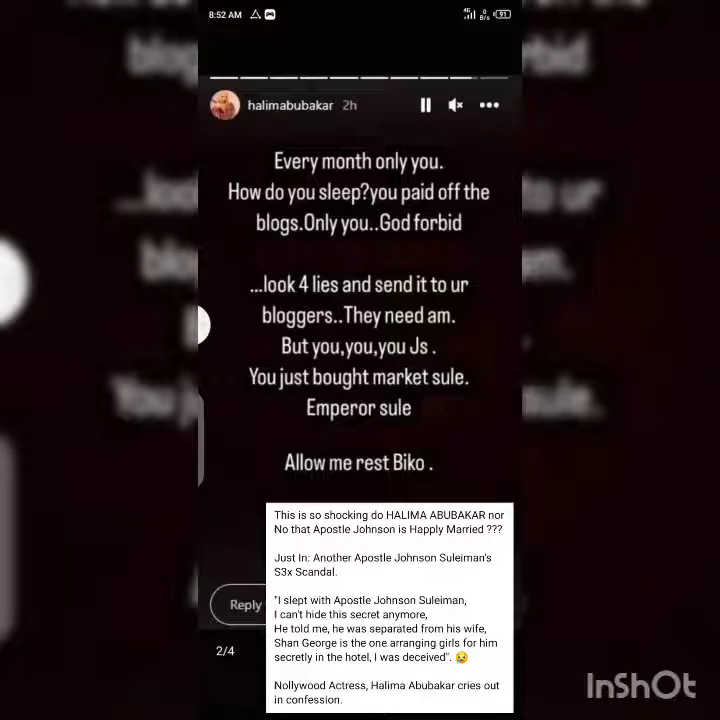 8:52 AM
4G
0
B/s
91
halimabubakar 2h
Every month only you.
How do you sleep?you paid off the
blogs.Only you..God forbid
...look 4 lies and send it to ur
bloggers..They need am.
But you,you,you Js .
You just bought market sule.
Emperor sule
Allow me rest Biko .
Reply
2/4
This is so shocking do HALIMA ABUBAKAR nor
No that Apostle Johnson is Happly Married ???
Just In: Another Apostle Johnson Suleiman's
S3x Scandal.
"I slept with Apostle Johnson Suleiman,
I can't hide this secret anymore,
He told me, he was separated from his wife,
Shan George is the one arranging girls for him
secretly in the hotel, I was deceived". 😢
Nollywood Actress, Halima Abubakar cries out
in confession.
InShOt